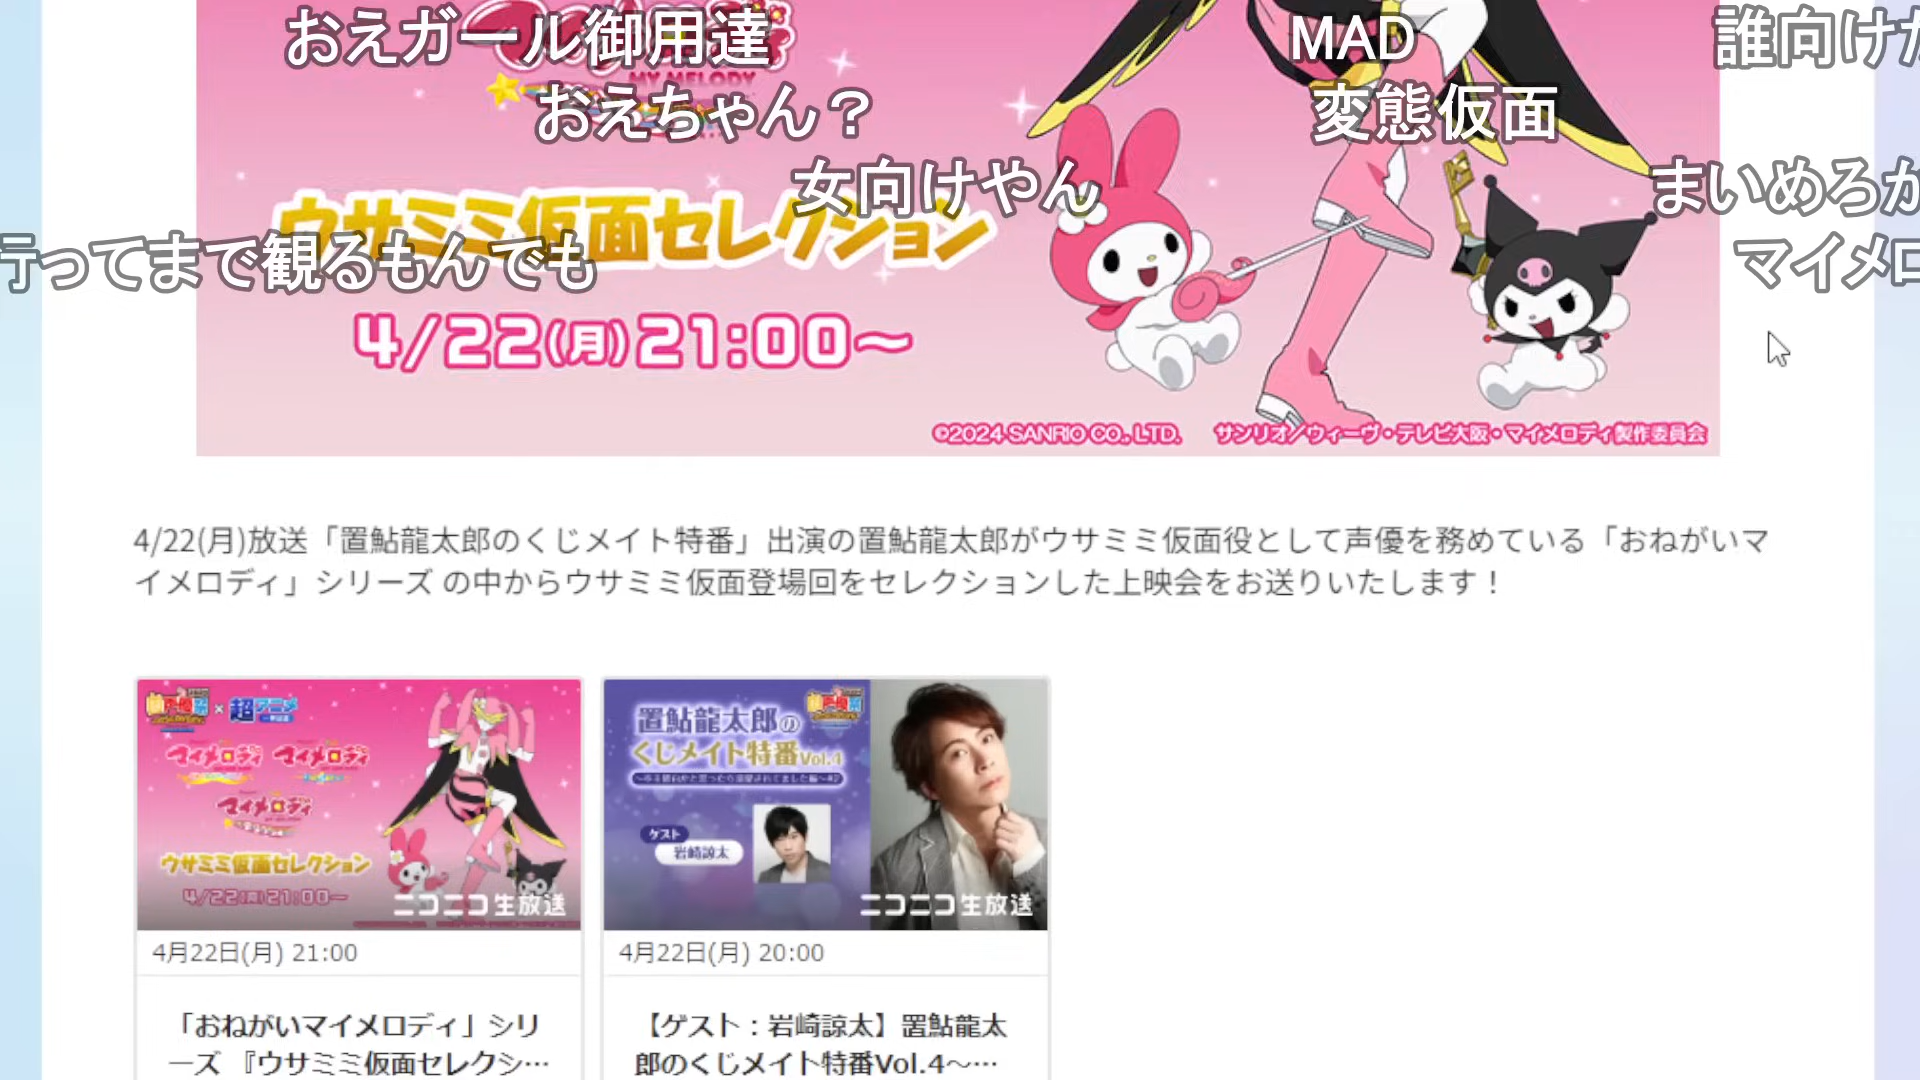 おえガール御用達
MAD
誰向けか
MY MELODY
おえちゃん？
変態仮面
女向けやん
まいめろか
ウサミミ仮面セレクション
行ってまで観るもんでも
マイメロ
4/22(月)21:00～
©2024 SANRIO CO., LTD. サンリオ／ウィーヴ・テレビ大阪・マイメロディ製作委員会
4/22(月)放送「置鮎龍太郎のくじメイト特番」出演の置鮎龍太郎がウサミミ仮面役として声優を務めている「おねがいマ
イメロディ」シリーズ の中からウサミミ仮面登場回をセレクションした上映会をお送りいたします！
超アニメ
マイメロディ マイメロディ
マイメロディ
ウサミミ仮面セレクション
4/22(月)21:00～
ニコニコ生放送
4月22日(月) 21:00
「おねがいマイメロディ」シリ
ーズ 『ウサミミ仮面セレクシ…
置鮎龍太郎の
くじメイト特番Vol.4
ゲスト
岩崎諒太
ニコニコ生放送
4月22日(月) 20:00
【ゲスト：岩崎諒太】置鮎龍太
郎のくじメイト特番Vol.4～…